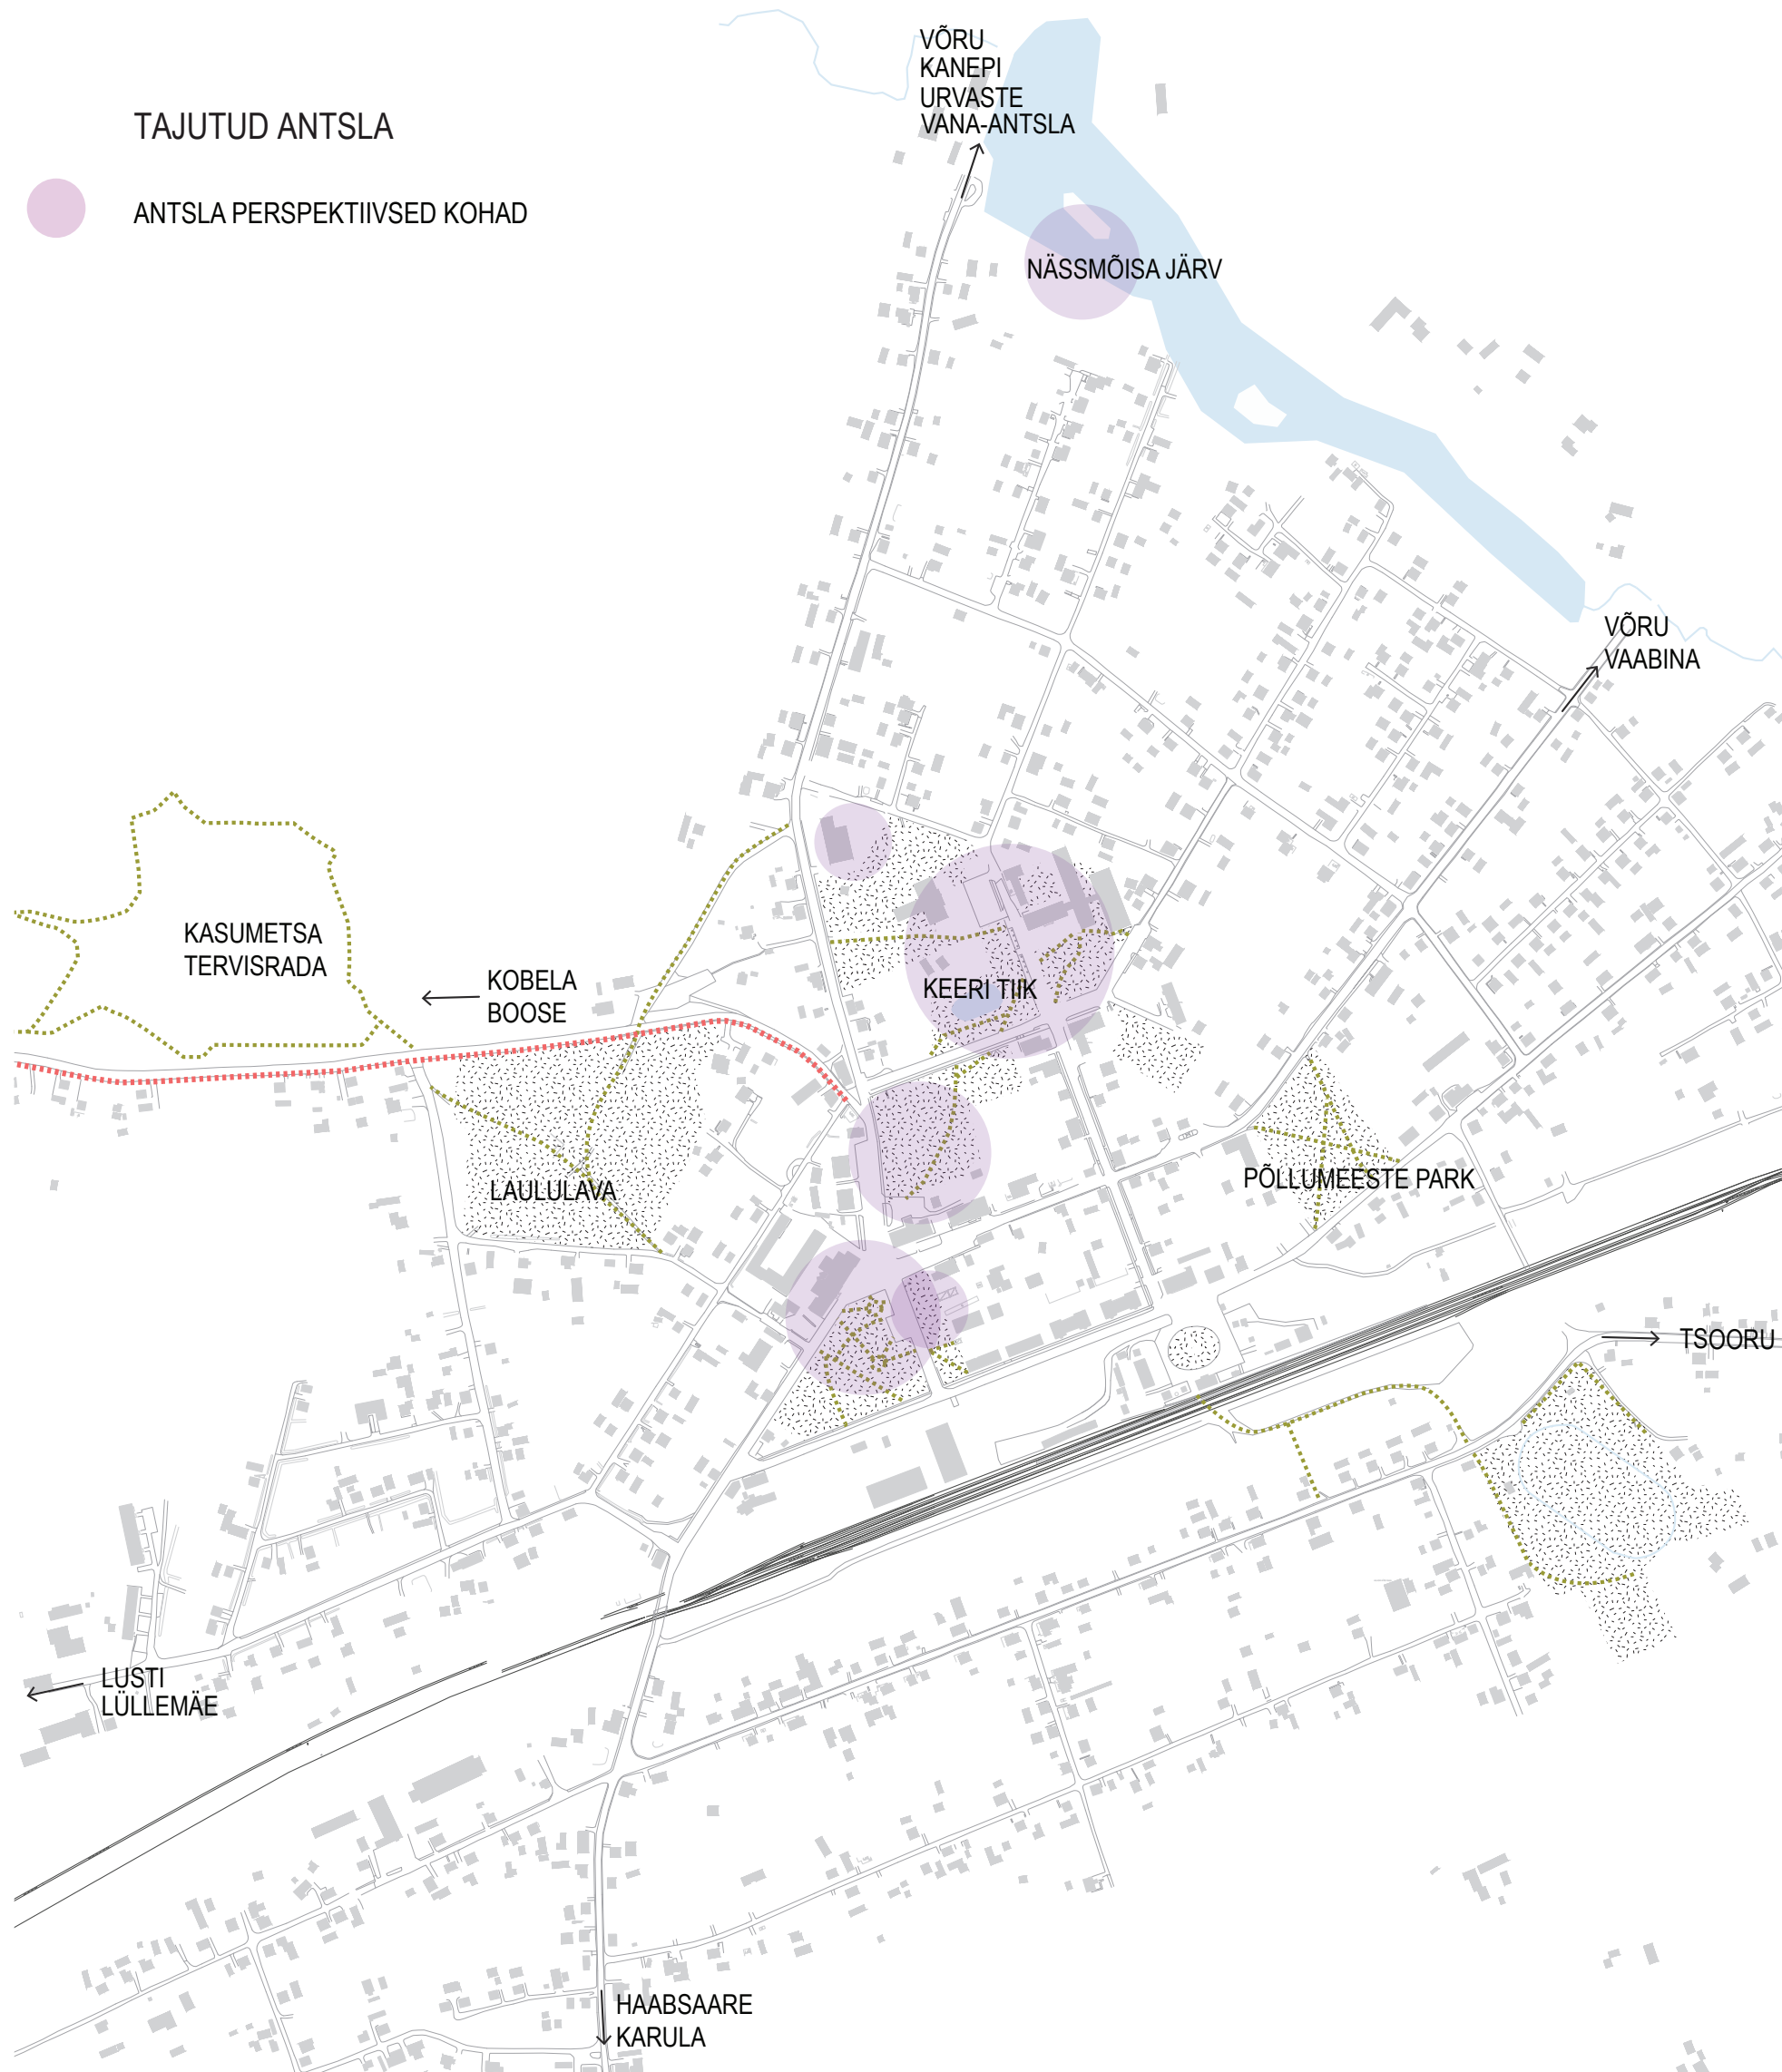 VÕRU
KANEPI
URVASTE
VANA-ANTSLA
TAJUTUD ANTSLA
ANTSLA PERSPEKTIIVSED KOHAD
NÄSSMÕISA JÄRV
VÕRU
VAABINA
KASUMETSA
TERVISRADA
KOBELA
BOOSE
KEERI TIIK
LAULULAVA
PÕLLUMEESTE PARK
TSOORU
LUSTI
LÜLLEMÄE
HAABSAARE
KARULA